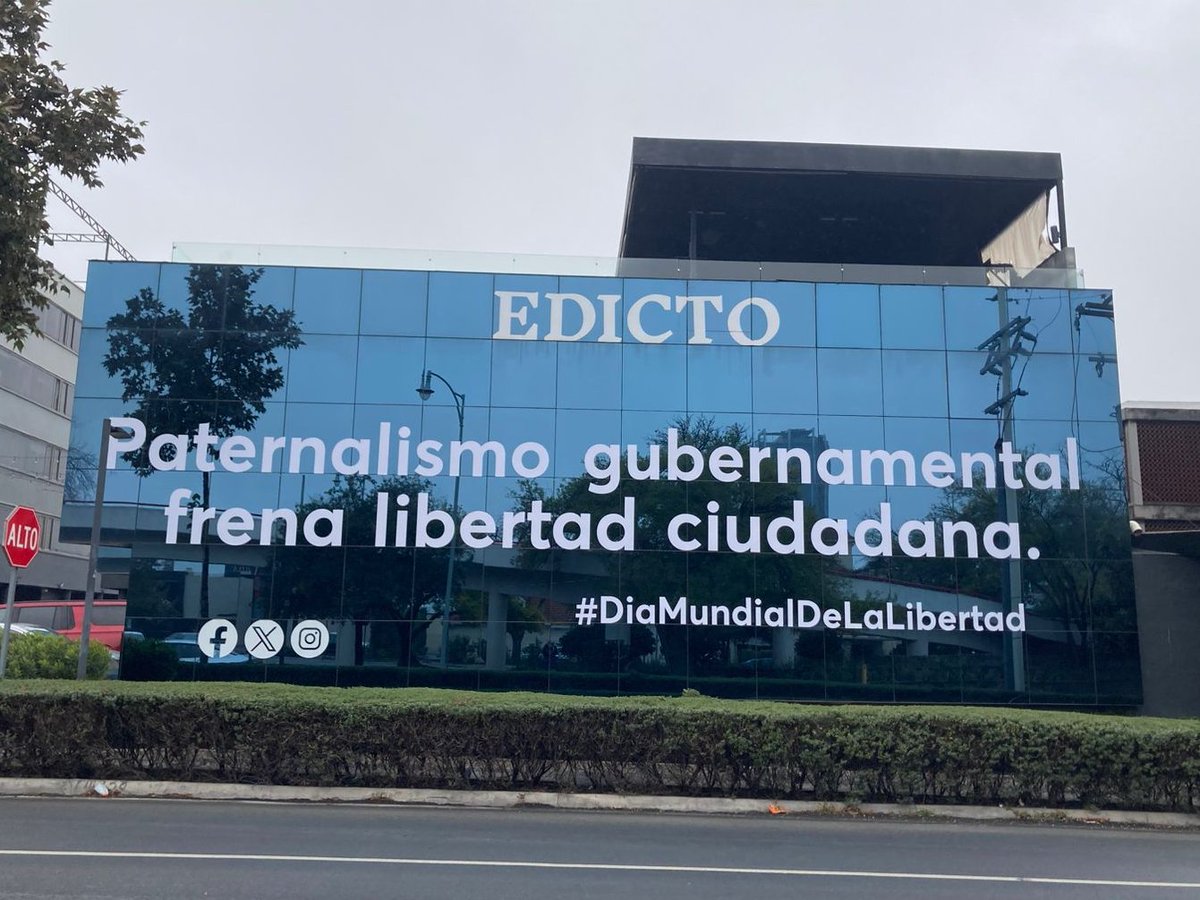 EDICTO
Paternalismo gubernamental
frena libertad ciudadana.
#DiaMundialDeLaLibertad
ALTO